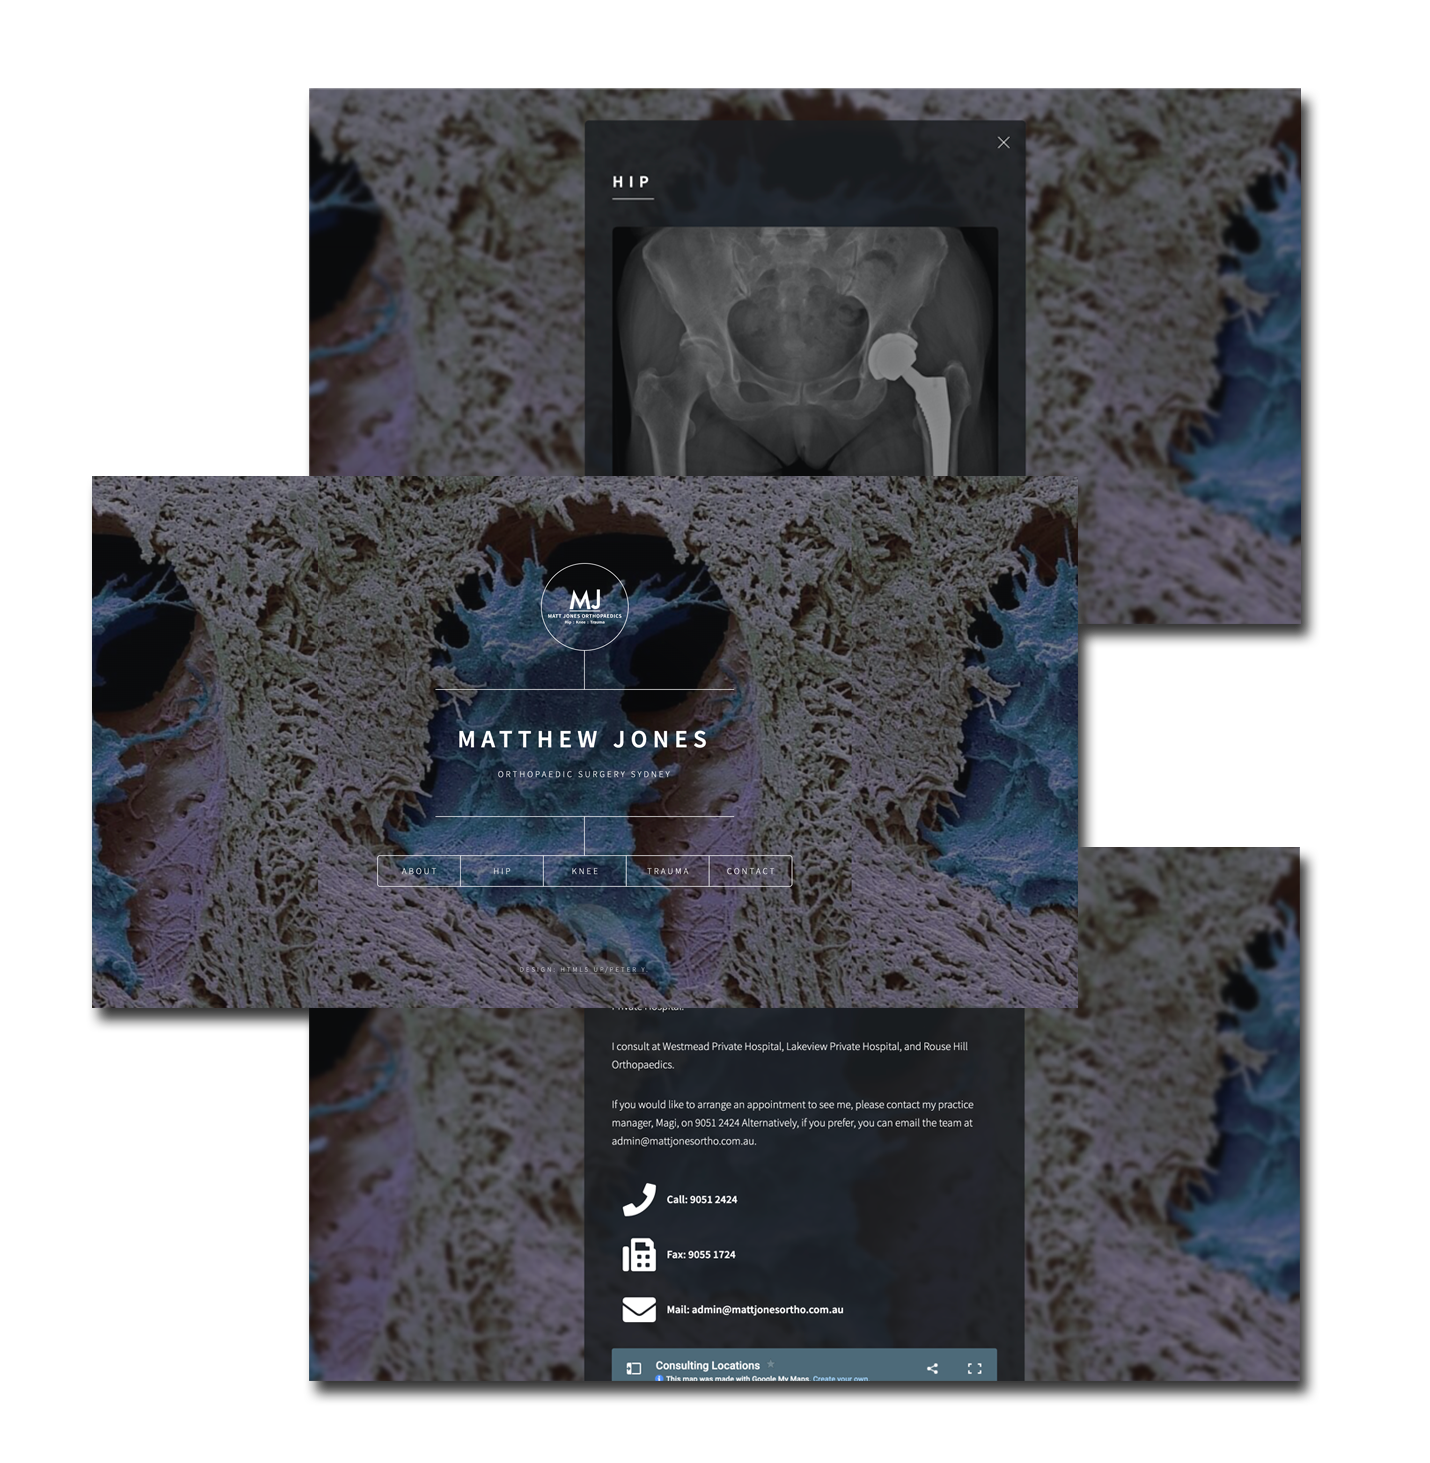 HIP
MJ
MATT JONES ORTHOPAEDICS
Hip : Knee : Trauma
MATTHEW JONES
ORTHOPAEDIC SURGERY SYDNEY
ABOUT HIP KNEE TRAUMA CONTACT
DESIGN: HTML5 UP/PETER Y.
Private Hospital.
I consult at Westmead Private Hospital, Lakeview Private Hospital, and Rouse Hill
Orthopaedics.
If you would like to arrange an appointment to see me, please contact my practice
manager, Magi, on 9051 2424 Alternatively, if you prefer, you can email the team at
admin@mattjonesortho.com.au.
Call: 9051 2424
Fax: 9055 1724
Mail: admin@mattjonesortho.com.au
Consulting Locations
This map was made with Google My Maps. Create your own.